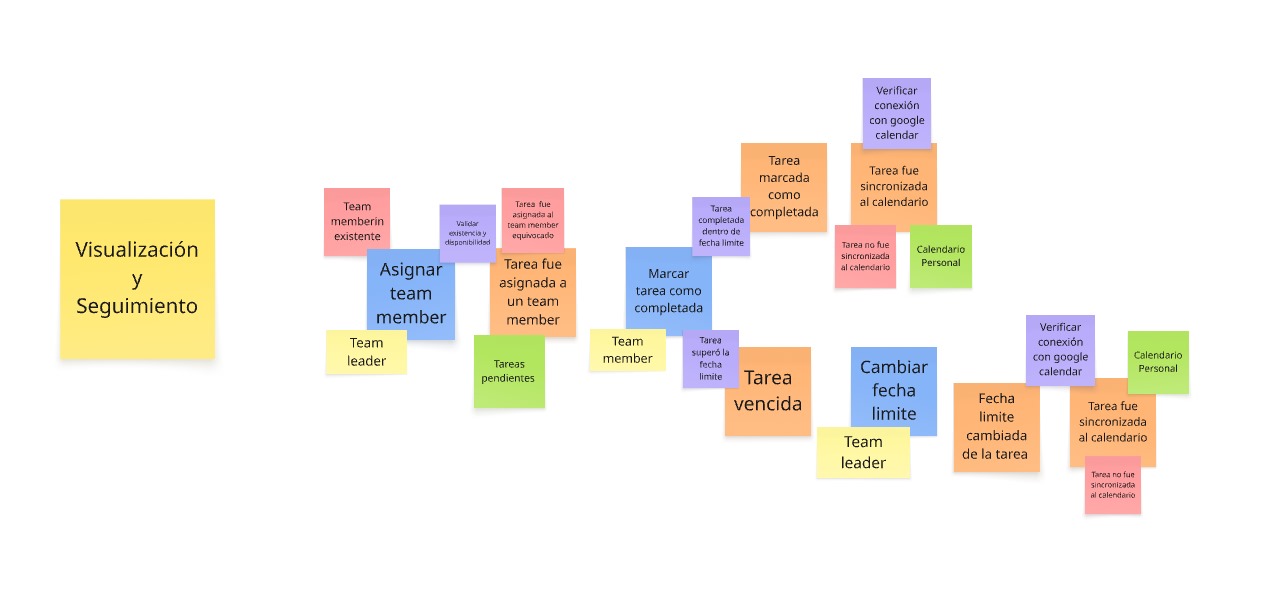 Visualización
y
Seguimiento
Team
memberin
existente
Asignar
team
member
Team
leader
Validar
existencia y
disponibilidad
Tarea fue
asignada al
team member
equivocado
Tarea fue
asignada a
un team
member
Tareas
pendientes
Marcar
tarea como
completada
Team
member
Tarea
completada
dentro de
fecha limite
Tarea
marcada
como
completada
Verificar
conexión
con google
calendar
Tarea fue
sincronizada
al calendario
Tarea no fue
sincronizada
al calendario
Calendario
Personal
Tarea
superó la
fecha
limite
Tarea
vencida
Cambiar
fecha
limite
Team
leader
Fecha
limite
cambiada
de la tarea
Verificar
conexión
con google
calendar
Tarea fue
sincronizada
al calendario
Calendario
Personal
Tarea no fue
sincronizada
al calendario